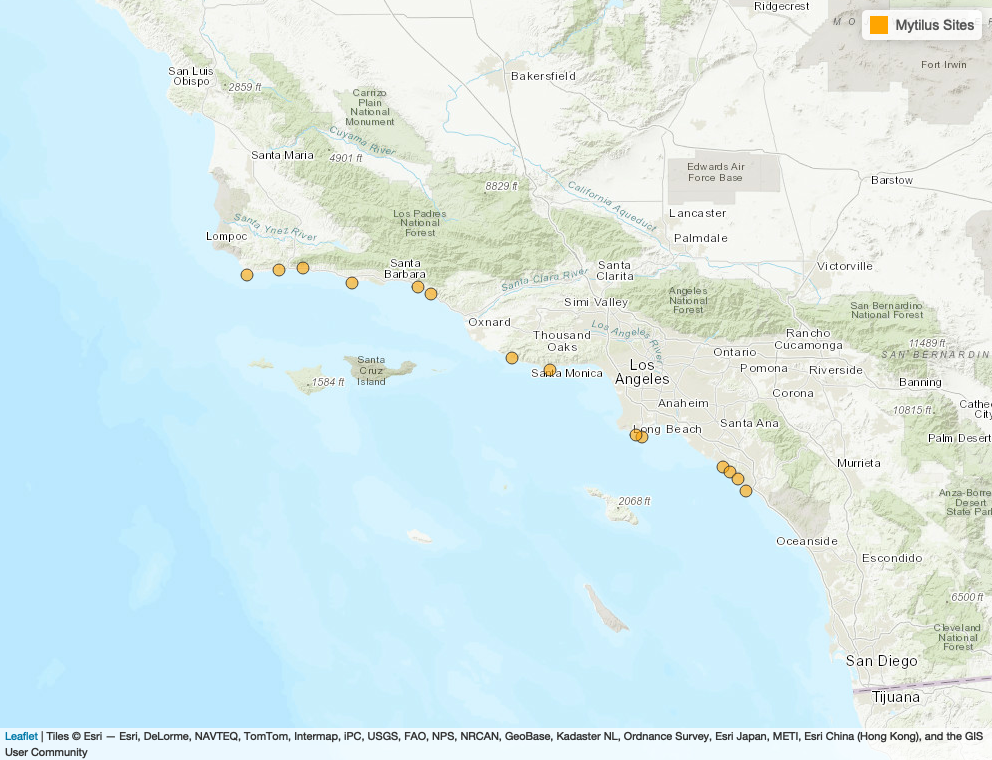 Ridgecrest
Mytilus Sites
M O
Fort Irwin
San Luis
Obispo
2859 ft
Bakersfield
Carrizo
Plain
National
Monument
Cuyama River
Santa Maria
4901 ft
Edwards Air
Force Base
Barstow
8829 ft
California Aqueduct
Lancaster
Los Padres
National
Forest
Santa Ynez River
Lompoc
Palmdale
Santa
Barbara
Santa
Clarita
Victorville
Santa Clara River
Angeles
National
Forest
Simi Valley
San Bernardino
National Forest
Oxnard
Thousand
Oaks
Los Angeles River
Rancho
Cucamonga
11489 ft
SAN BERNARDIN
Ontario
Santa
Cruz
Island
1584 ft
Santa Monica
Los
Angeles
Pomona
Riverside
Banning
Corona
Anaheim
Cathe
City
10815 ft
Long Beach
Santa Ana
Palm Desert
Murrieta
2068 ft
Anza-Borre
Desert
State Park
Oceanside
Escondido
6500 ft
Cleveland
National
Forest
San Diego
Tijuana
Leaflet | Tiles © Esri — Esri, DeLorme, NAVTEQ, TomTom, Intermap, iPC, USGS, FAO, NPS, NRCAN, GeoBase, Kadaster NL, Ordnance Survey, Esri Japan, METI, Esri China (Hong Kong), and the GIS
User Community